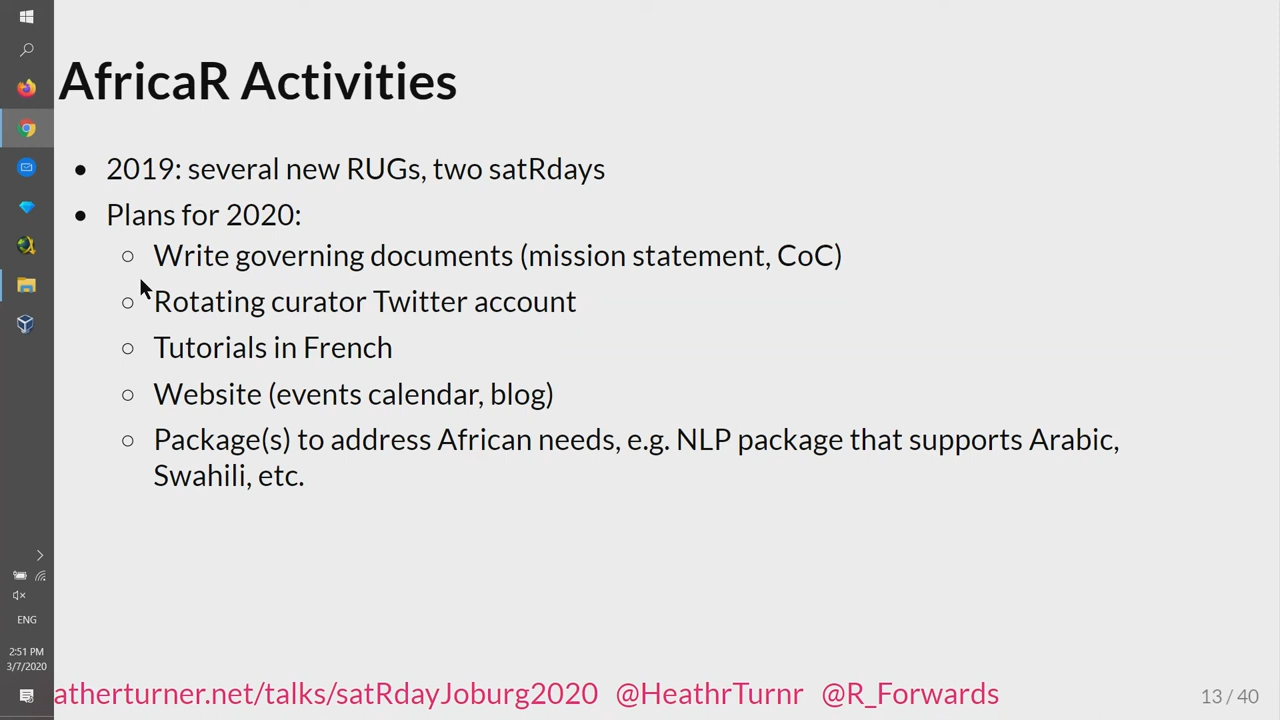 AfricaR Activities
2019: several new RUGs, two satRdays
Plans for 2020:
Write governing documents (mission statement, CoC)
Rotating curator Twitter account
Tutorials in French
Website (events calendar, blog)
Package(s) to address African needs, e.g. NLP package that supports Arabic,
Swahili, etc.
ENG
2:51 PM
3/7/2020
atherturner.net/talks/satRdayJoburg2020 @HeathrTurnr @R_Forwards
13 / 40